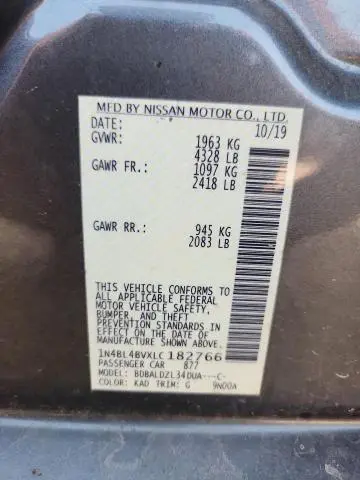 MFD BY NISSAN MOTOR CO., LTD.
DATE: 10/19
GVWR: 1963 KG
4328 LB
GAWR FR.: 1097 KG
2418 LB
GAWR RR.: 945 KG
2083 LB
THIS VEHICLE CONFORMS TO
ALL APPLICABLE FEDERAL
MOTOR VEHICLE SAFETY,
BUMPER, AND THEFT
PREVENTION STANDARDS IN
EFFECT ON THE DATE OF
MANUFACTURE SHOWN ABOVE.
1N4BL4BVXLC182766
PASSENGER CAR 877
MODEL: BDBALDZL34DUA---C-
COLOR: KAD TRIM: G 9N00A